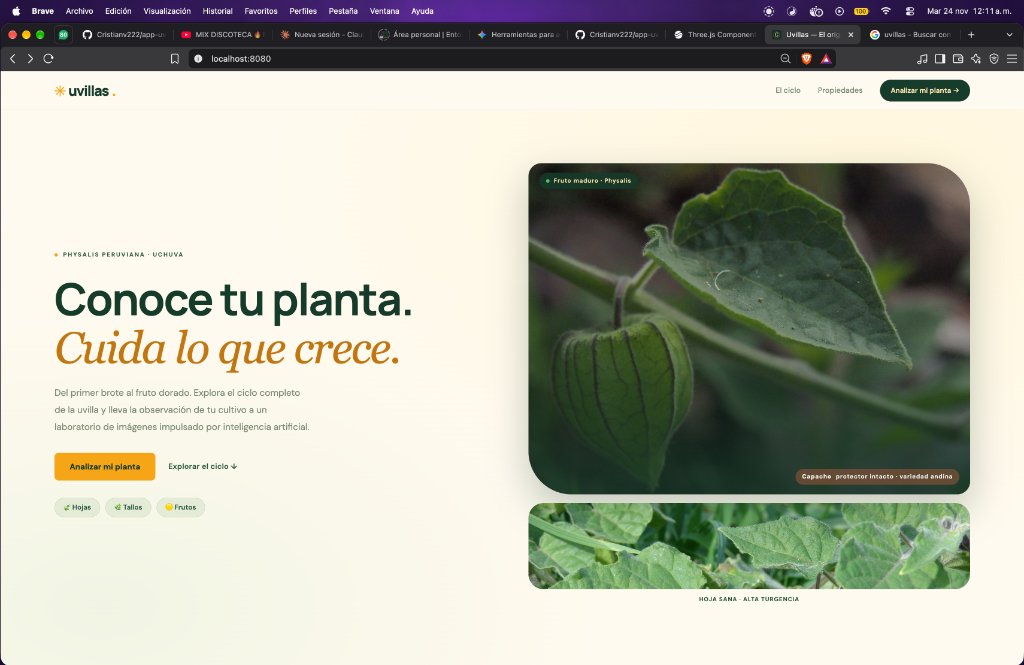 Brave Archivo Edición Visualización Historial Favoritos Perfiles Pestaña Ventana Ayuda
100
Mar 24 nov 12:11 a.m.
80
Cristianv222/app-uv
MIX DISCOTECA
Nueva sesión - Clau
Área personal | Ento
Herramientas para a
Cristianv222/app-uv
Three.js Component
Uvillas — El orig
uvillas - Buscar con
localhost:8080
uvillas .
El ciclo
Propiedades
Analizar mi planta →
PHYSALIS PERUVIANA · UCHUVA
Conoce tu planta.
Cuida lo que crece.
Del primer brote al fruto dorado. Explora el ciclo completo
de la uvilla y lleva la observación de tu cultivo a un
laboratorio de imágenes impulsado por inteligencia artificial.
Analizar mi planta
Explorar el ciclo ↓
Hojas
Tallos
Frutos
Fruto maduro · Physalis
Capacho protector intacto · variedad andina
HOJA SANA · ALTA TURGENCIA